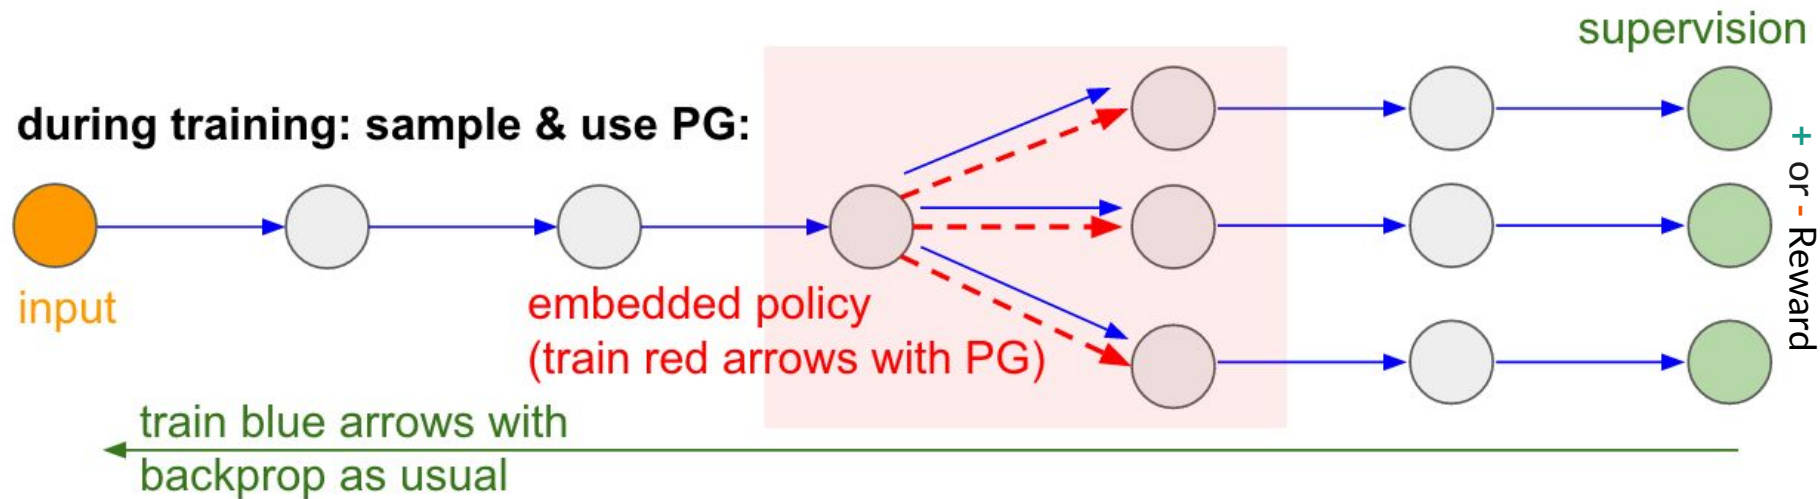 supervision
during training: sample & use PG:
+ or - Reward
input
embedded policy
(train red arrows with PG)
train blue arrows with
backprop as usual